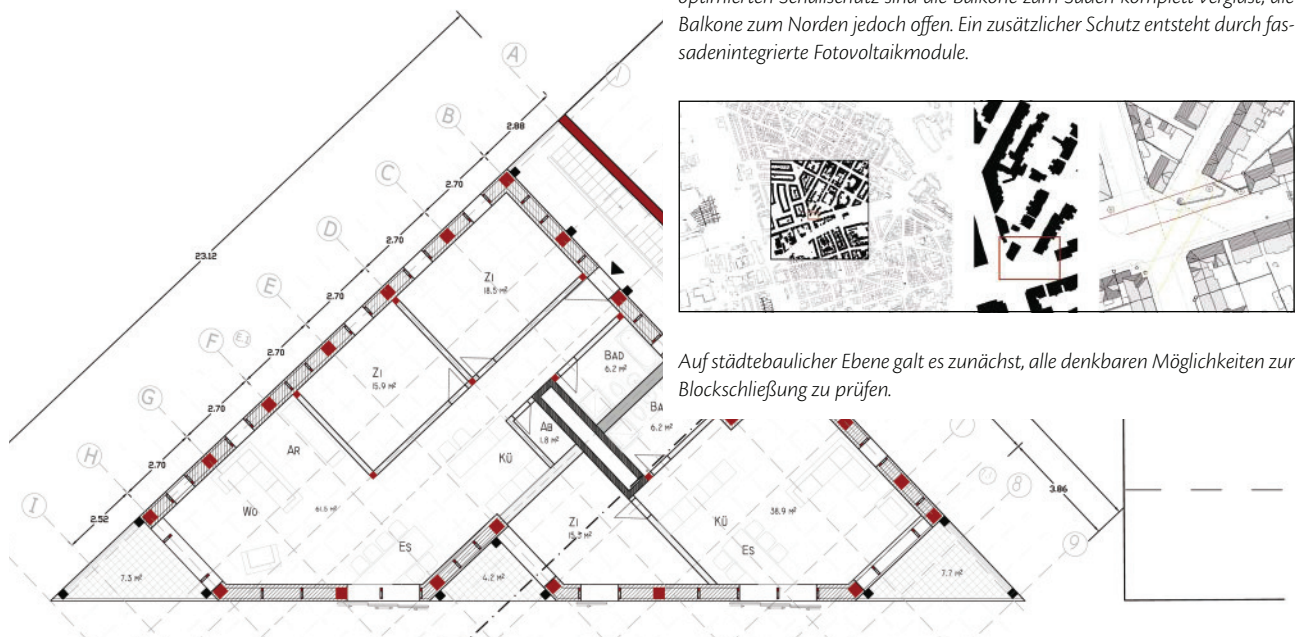 optimierten Schallschutz sind die Balkone zum Süden komplett verglast, die
Balkone zum Norden jedoch offen. Ein zusätzlicher Schutz entsteht durch fas-
sadenintegrierte Fotovoltaikmodule.
Auf städtebaulicher Ebene galt es zunächst, alle denkbaren Möglichkeiten zur
Blockschließung zu prüfen.
A
B
C
D
E
F
E.1
G
H
I
2.88
2.70
2.70
2.70
2.70
2.70
2.70
2.52
23.12
Zi
18.5 m²
Zi
15.9 m²
Bad
6.2 m²
Ba
6.2 m²
Ab
1.8 m²
Ar
Kü
Wo
61.5 m²
Es
Zi
15.3 m²
Kü
Es
38.9 m²
7.3 m²
4.2 m²
7.7 m²
7
8
9
3.86